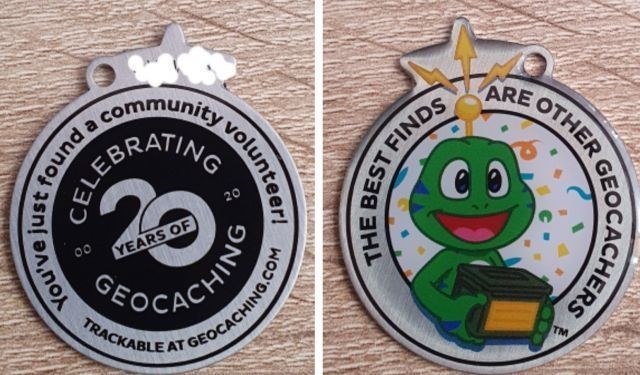 You've just found a community volunteer!
CELEBRATING
20
YEARS OF
00
20
GEOCACHING
TRACKABLE AT GEOCACHING.COM
THE BEST FINDS
ARE OTHER GEOCACHERS
TM